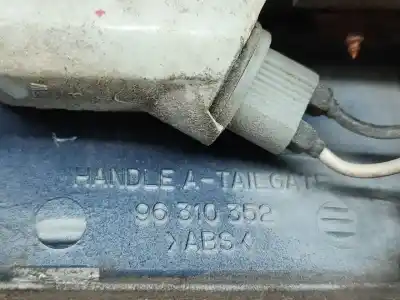 HANDLE A-TAILGATE
96 310 352
>ABS<